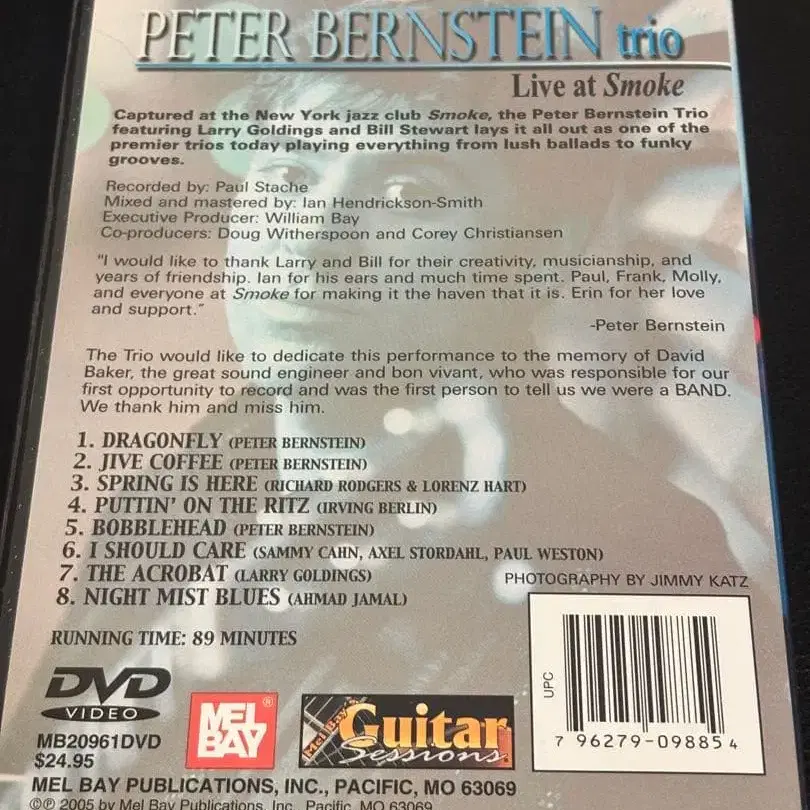 PETER BERNSTEIN trio
Live at Smoke
Captured at the New York jazz club Smoke, the Peter Bernstein Trio
featuring Larry Goldings and Bill Stewart lays it all out as one of the
premier trios today playing everything from lush ballads to funky
grooves.
Recorded by: Paul Stache
Mixed and mastered by: Ian Hendrickson-Smith
Executive Producer: William Bay
Co-producers: Doug Witherspoon and Corey Christiansen
"I would like to thank Larry and Bill for their creativity, musicianship, and
years of friendship. Ian for his ears and much time spent. Paul, Frank, Molly,
and everyone at Smoke for making it the haven that it is. Erin for her love
and support."
-Peter Bernstein
The Trio would like to dedicate this performance to the memory of David
Baker, the great sound engineer and bon vivant, who was responsible for our
first opportunity to record and was the first person to tell us we were a BAND.
We thank him and miss him.
1. DRAGONFLY (PETER BERNSTEIN)
2. JIVE COFFEE (PETER BERNSTEIN)
3. SPRING IS HERE (RICHARD RODGERS & LORENZ HART)
4. PUTTIN' ON THE RITZ (IRVING BERLIN)
5. BOBBLEHEAD (PETER BERNSTEIN)
6. I SHOULD CARE (SAMMY CAHN, AXEL STORDAHL, PAUL WESTON)
7. THE ACROBAT (LARRY GOLDINGS)
8. NIGHT MIST BLUES (AHMAD JAMAL)
PHOTOGRAPHY BY JIMMY KATZ
RUNNING TIME: 89 MINUTES
DVD
VIDEO
MB20961DVD
$24.95
MEL
BAY®
Mel Bay's
Guitar
Sessions
UPC
7 96279-09885 4
MEL BAY PUBLICATIONS, INC., PACIFIC, MO 63069
©℗ 2005 by Mel Bay Publications, Inc., Pacific, MO 63069